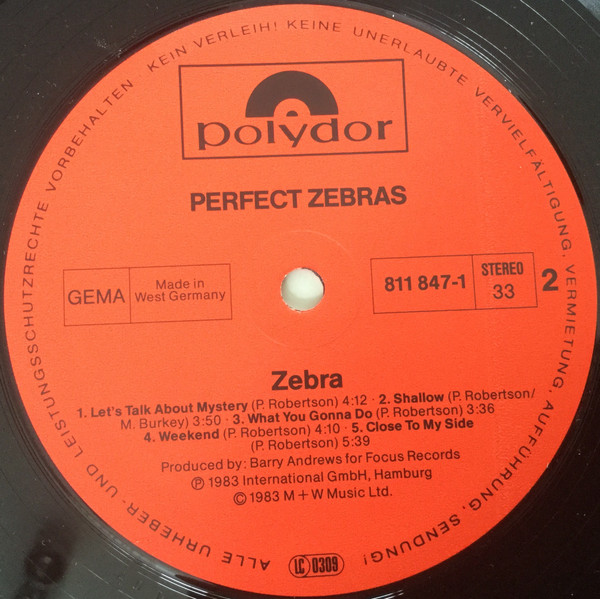 ALLE URHEBER- UND LEISTUNGSSCHUTZRECHTE VORBEHALTEN KEIN VERLEIH! KEINE UNERLAUBTE VERVIELFÄLTIGUNG, VERMIETUNG, AUFFÜHRUNG, SENDUNG!
polydor
PERFECT ZEBRAS
GEMA
Made in
West Germany
811 847-1
STEREO
33
2
Zebra
1. Let's Talk About Mystery (P. Robertson) 4:12 · 2. Shallow (P. Robertson/
M. Burkey) 3:50 · 3. What You Gonna Do (P. Robertson) 3:36
4. Weekend (P. Robertson) 4:10 · 5. Close To My Side
(P. Robertson) 5:39
Produced by: Barry Andrews for Focus Records
Ⓟ 1983 International GmbH, Hamburg
© 1983 M + W Music Ltd.
LC 0309